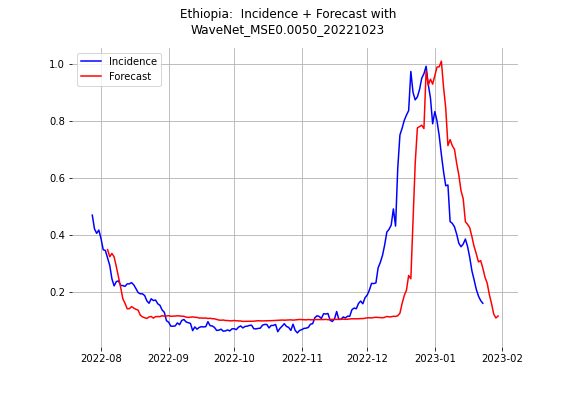 Ethiopia:  Incidence + Forecast with
WaveNet_MSE0.0050_20221023
Incidence
Forecast
1.0
0.8
0.6
0.4
0.2
2022-08 2022-09 2022-10 2022-11 2022-12 2023-01 2023-02